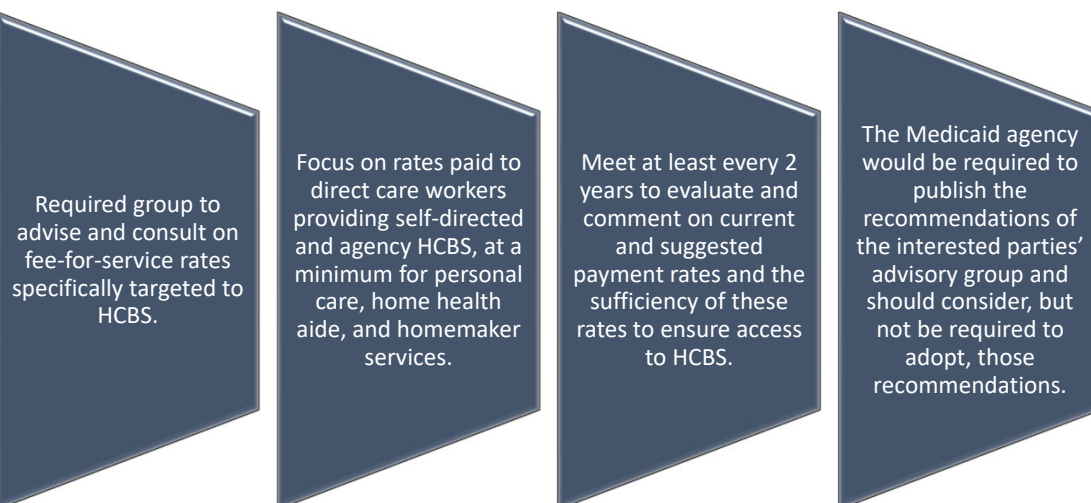 Required group to
advise and consult on
fee-for-service rates
specifically targeted to
HCBS.
Focus on rates paid to
direct care workers
providing self-directed
and agency HCBS, at a
minimum for personal
care, home health
aide, and homemaker
services.
Meet at least every 2
years to evaluate and
comment on current
and suggested
payment rates and the
sufficiency of these
rates to ensure access
to HCBS.
The Medicaid agency
would be required to
publish the
recommendations of
the interested parties’
advisory group and
should consider, but
not be required to
adopt, those
recommendations.